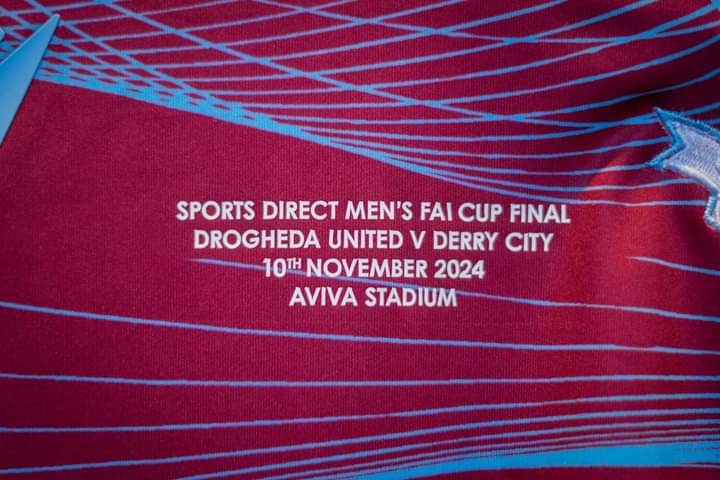 SPORTS DIRECT MEN'S FAI CUP FINAL
DROGHEDA UNITED V DERRY CITY
10TH NOVEMBER 2024
AVIVA STADIUM